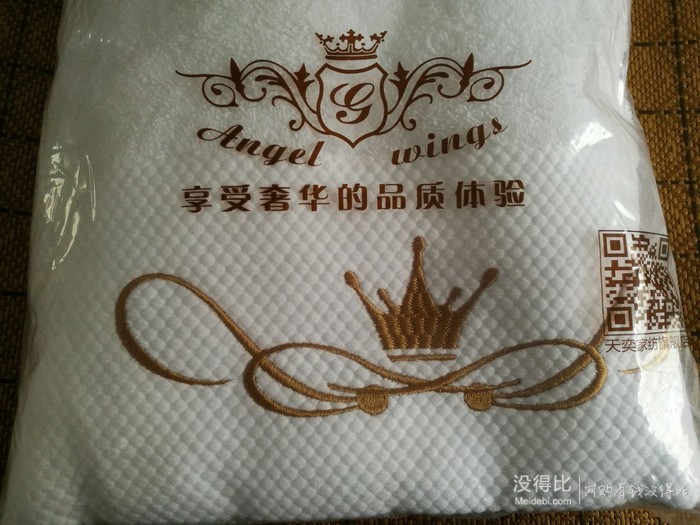 G
Angel wings
享受奢华的品质体验
天奕家纺旗舰店
没得比
Meidebi.com
网购有钱没得比